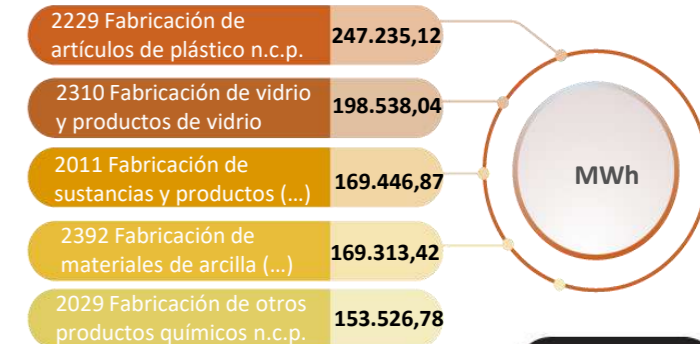 2229 Fabricación de
artículos de plástico n.c.p.
247.235,12
2310 Fabricación de vidrio
y productos de vidrio
198.538,04
2011 Fabricación de
sustancias y productos (...)
169.446,87
2392 Fabricación de
materiales de arcilla (...)
169.313,42
2029 Fabricación de otros
productos químicos n.c.p.
153.526,78
MWh